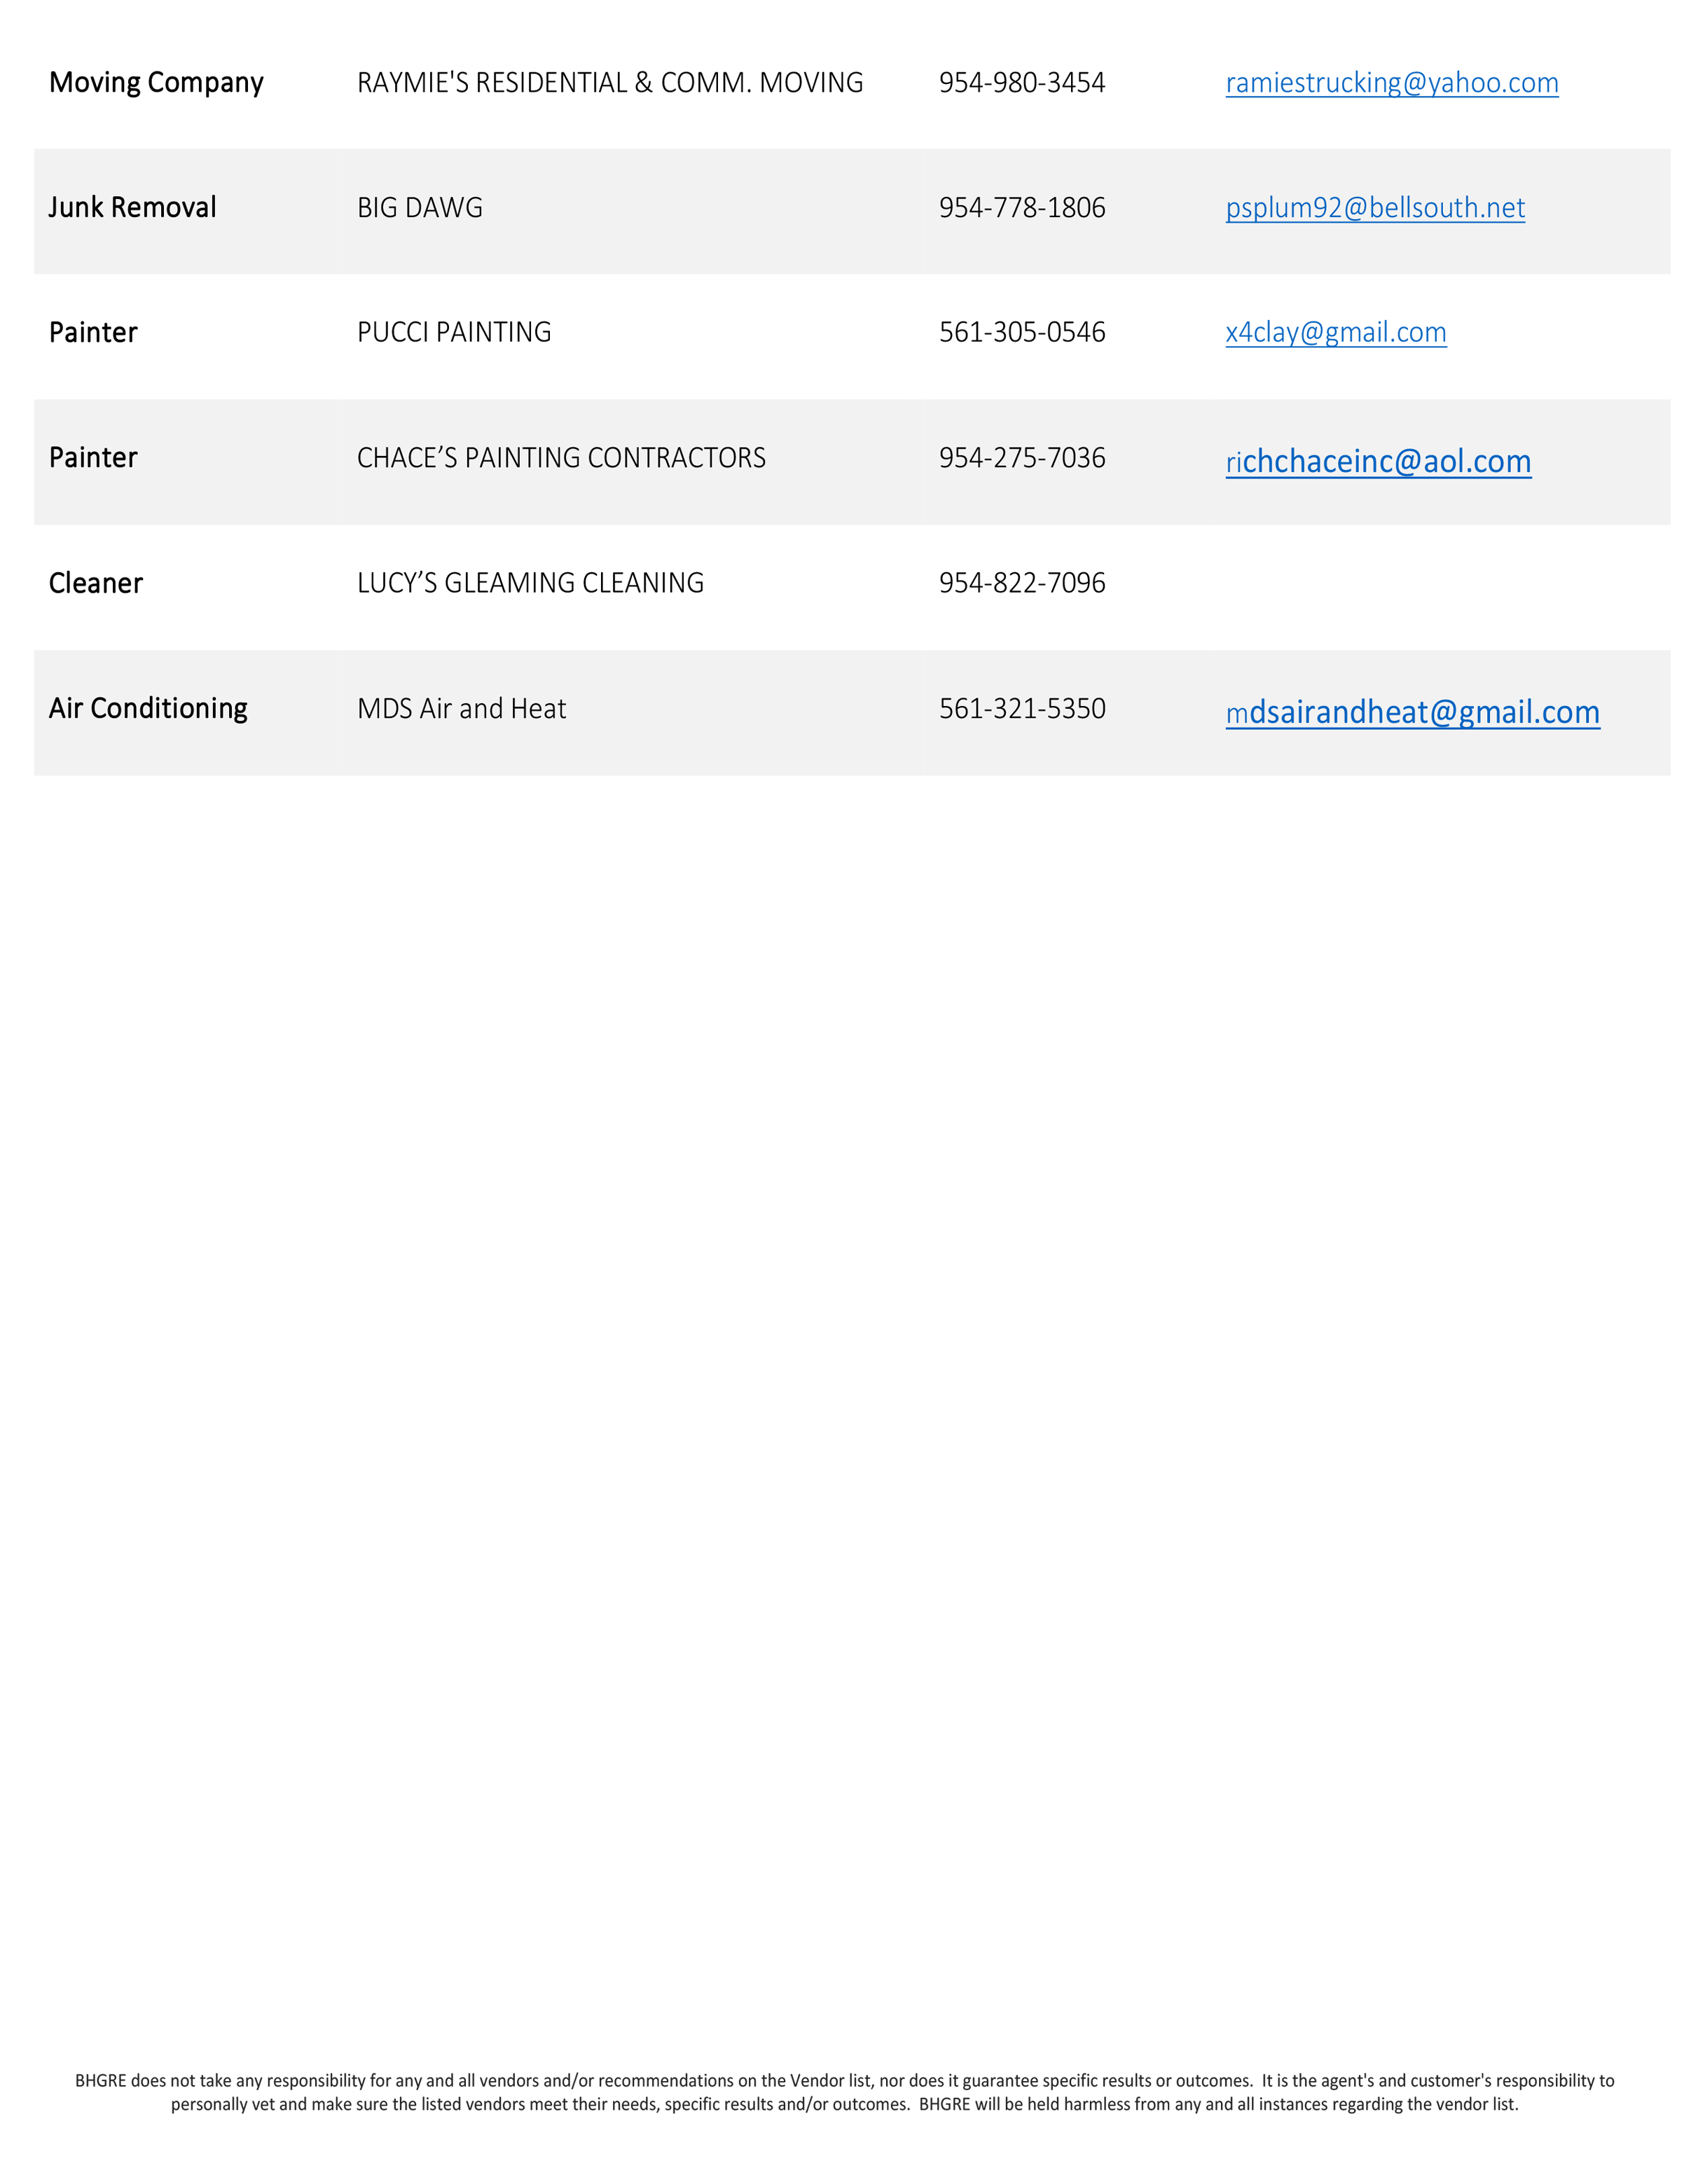 Moving Company RAYMIE'S RESIDENTIAL & COMM. MOVING 954-980-3454 ramiestrucking@yahoo.com
Junk Removal BIG DAWG 954-778-1806 psplum92@bellsouth.net
Painter PUCCI PAINTING 561-305-0546 x4clay@gmail.com
Painter CHACE’S PAINTING CONTRACTORS 954-275-7036 richchaceinc@aol.com
Cleaner LUCY’S GLEAMING CLEANING 954-822-7096
Air Conditioning MDS Air and Heat 561-321-5350 mdsairandheat@gmail.com
BHGRE does not take any responsibility for any and all vendors and/or recommendations on the Vendor list, nor does it guarantee specific results or outcomes. It is the agent's and customer's responsibility to
personally vet and make sure the listed vendors meet their needs, specific results and/or outcomes. BHGRE will be held harmless from any and all instances regarding the vendor list.